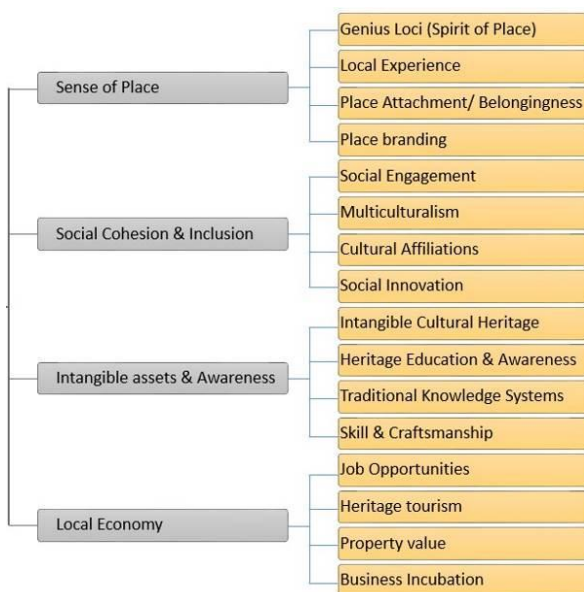 Sense of Place
Genius Loci (Spirit of Place)
Local Experience
Place Attachment/ Belongingness
Place branding
Social Cohesion & Inclusion
Social Engagement
Multiculturalism
Cultural Affiliations
Social Innovation
Intangible assets & Awareness
Intangible Cultural Heritage
Heritage Education & Awareness
Traditional Knowledge Systems
Skill & Craftsmanship
Local Economy
Job Opportunities
Heritage tourism
Property value
Business Incubation